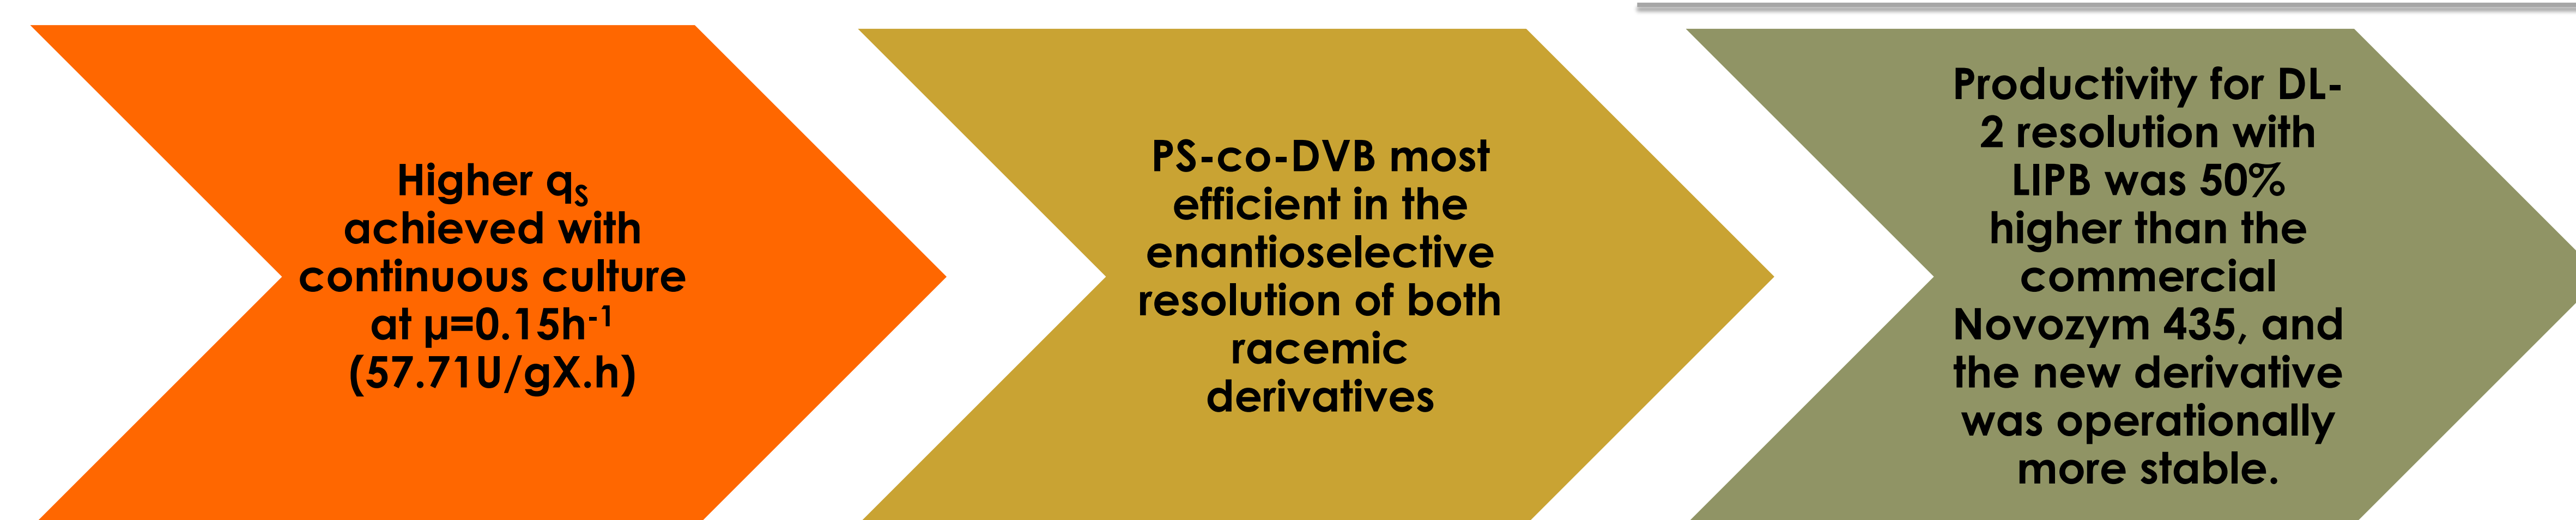 Higher qs
achieved with
continuous culture
at µ=0.15h-1
(57.71U/gX.h)
PS-co-DVB most
efficient in the
enantioselective
resolution of both
racemic
derivatives
Productivity for DL-
2 resolution with
LIPB was 50%
higher than the
commercial
Novozym 435, and
the new derivative
was operationally
more stable.